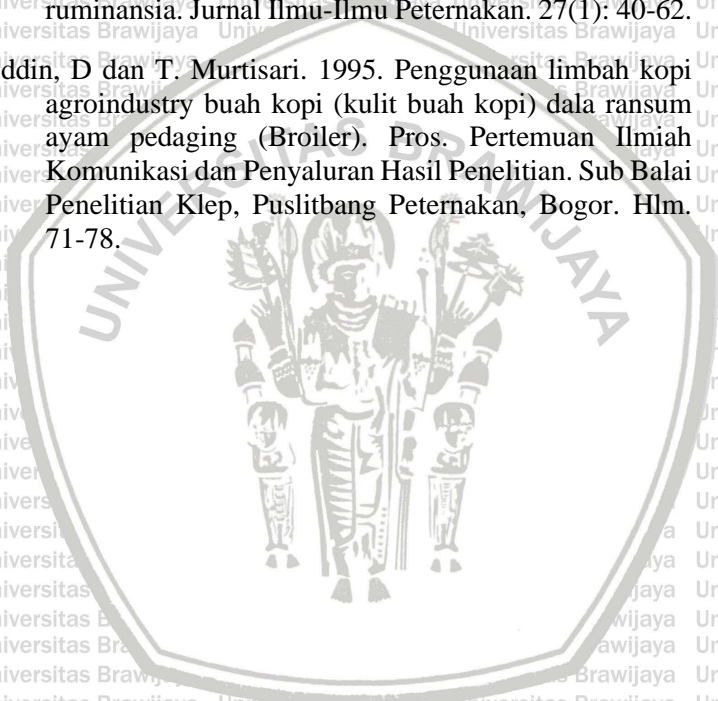 ruminansia. Jurnal Ilmu-Ilmu Peternakan. 27(1): 40-62.
ddin, D dan T. Murtisari. 1995. Penggunaan limbah kopi
agroindustry buah kopi (kulit buah kopi) dala ransum
ayam pedaging (Broiler). Pros. Pertemuan Ilmiah
Komunikasi dan Penyaluran Hasil Penelitian. Sub Balai
Penelitian Klep, Puslitbang Peternakan, Bogor. Hlm.
71-78.
UNIVERSITAS BRAWIJAYA